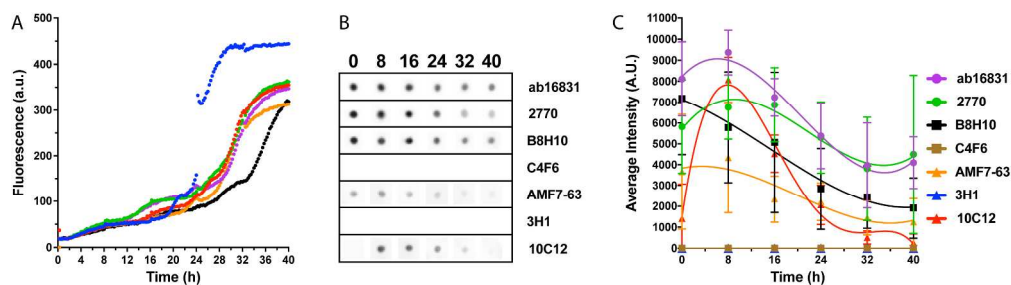 A
Fluorescence (a.u.)
500
400
300
200
100
0
0 4 8 12 16 20 24 28 32 36 40
Time (h)
B
0 8 16 24 32 40
ab16831
2770
B8H10
C4F6
AMF7-63
3H1
10C12
C
Average Intensity (A.U.)
11000
10000
9000
8000
7000
6000
5000
4000
3000
2000
1000
0
0 8 16 24 32 40
Time (h)
ab16831
2770
B8H10
C4F6
AMF7-63
3H1
10C12